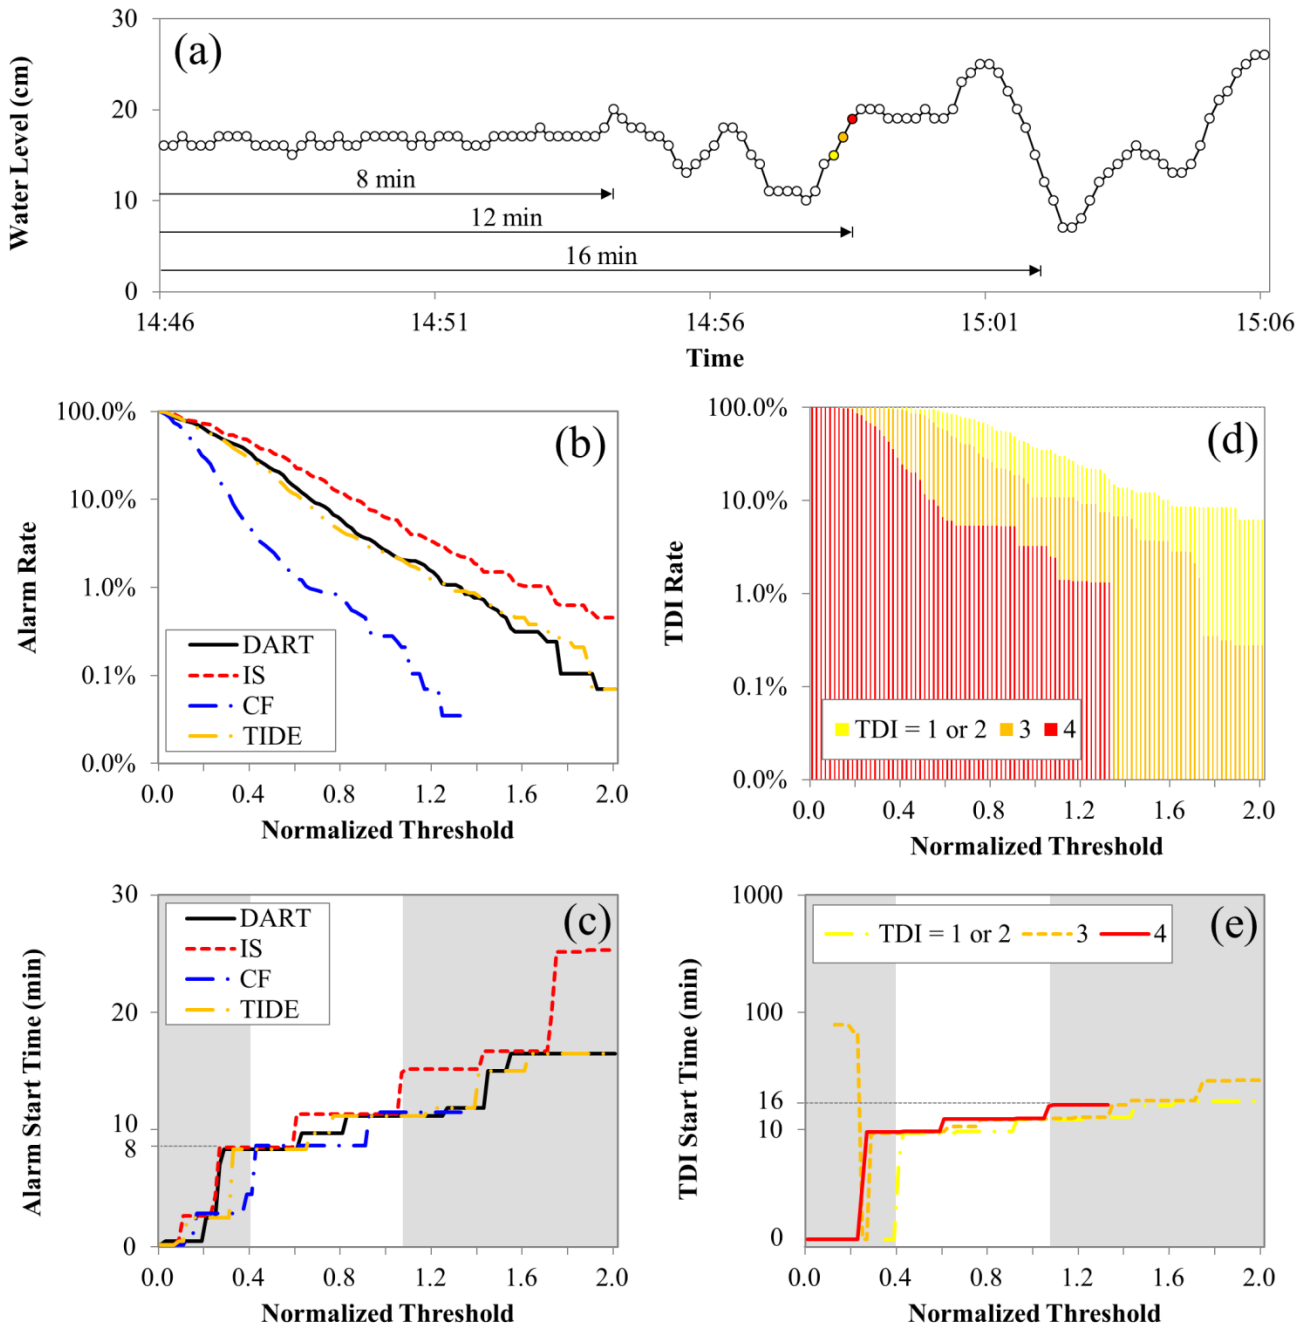 (a)
Water Level (cm)
30
20
10
0
8 min
12 min
16 min
14:46 14:51 14:56 15:01 15:06
Time
(b)
Alarm Rate
100.0%
10.0%
1.0%
0.1%
0.0%
DART
IS
CF
TIDE
0.0 0.4 0.8 1.2 1.6 2.0
Normalized Threshold
(d)
TDI Rate
100.0%
10.0%
1.0%
0.1%
0.0%
TDI = 1 or 2 3 4
0.0 0.4 0.8 1.2 1.6 2.0
Normalized Threshold
(c)
Alarm Start Time (min)
30
20
10
8
0
DART
IS
CF
TIDE
0.0 0.4 0.8 1.2 1.6 2.0
Normalized Threshold
(e)
TDI Start Time (min)
1000
100
16
10
0
TDI = 1 or 2 3 4
0.0 0.4 0.8 1.2 1.6 2.0
Normalized Threshold